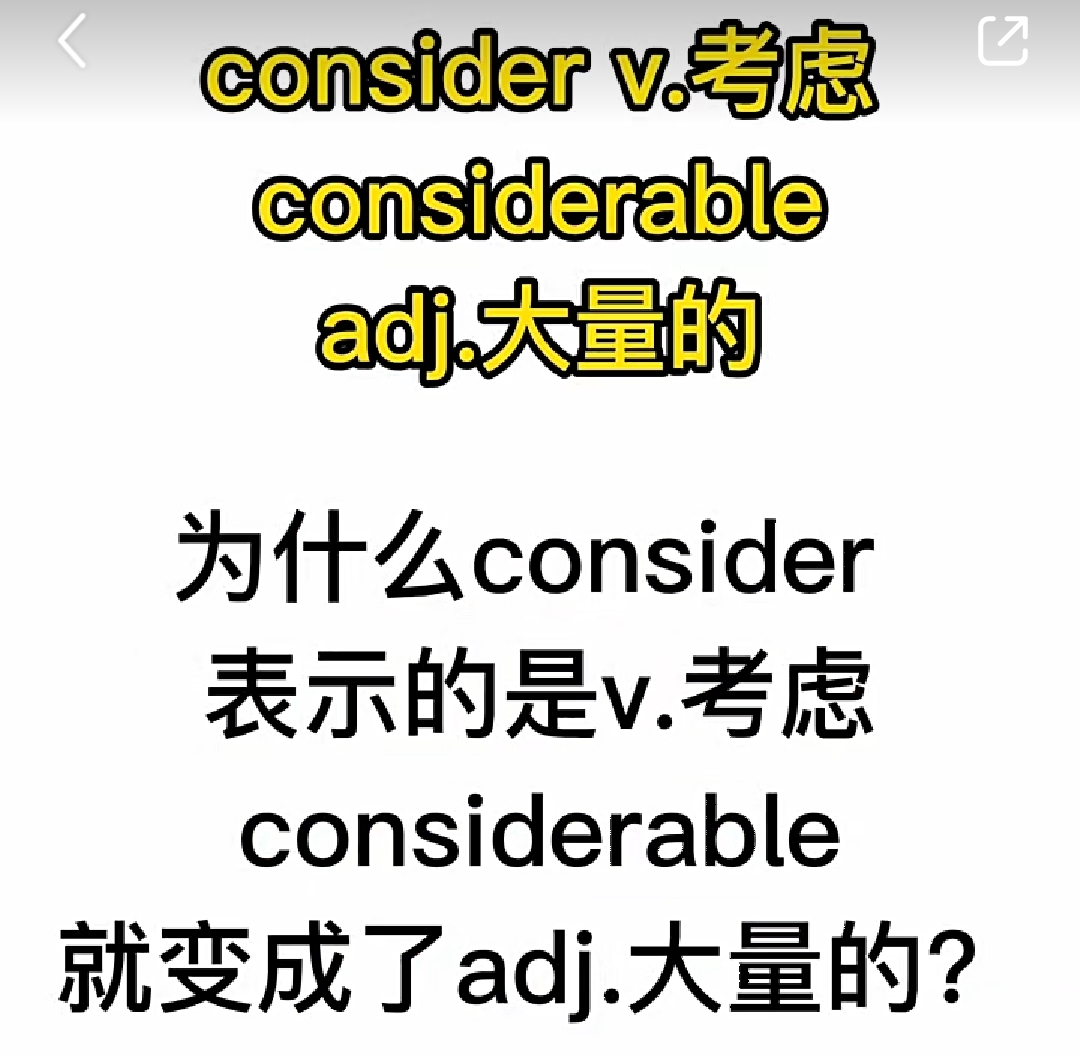 consider v.考虑
considerable
adj.大量的
为什么consider
表示的是v.考虑
considerable
就变成了adj.大量的?